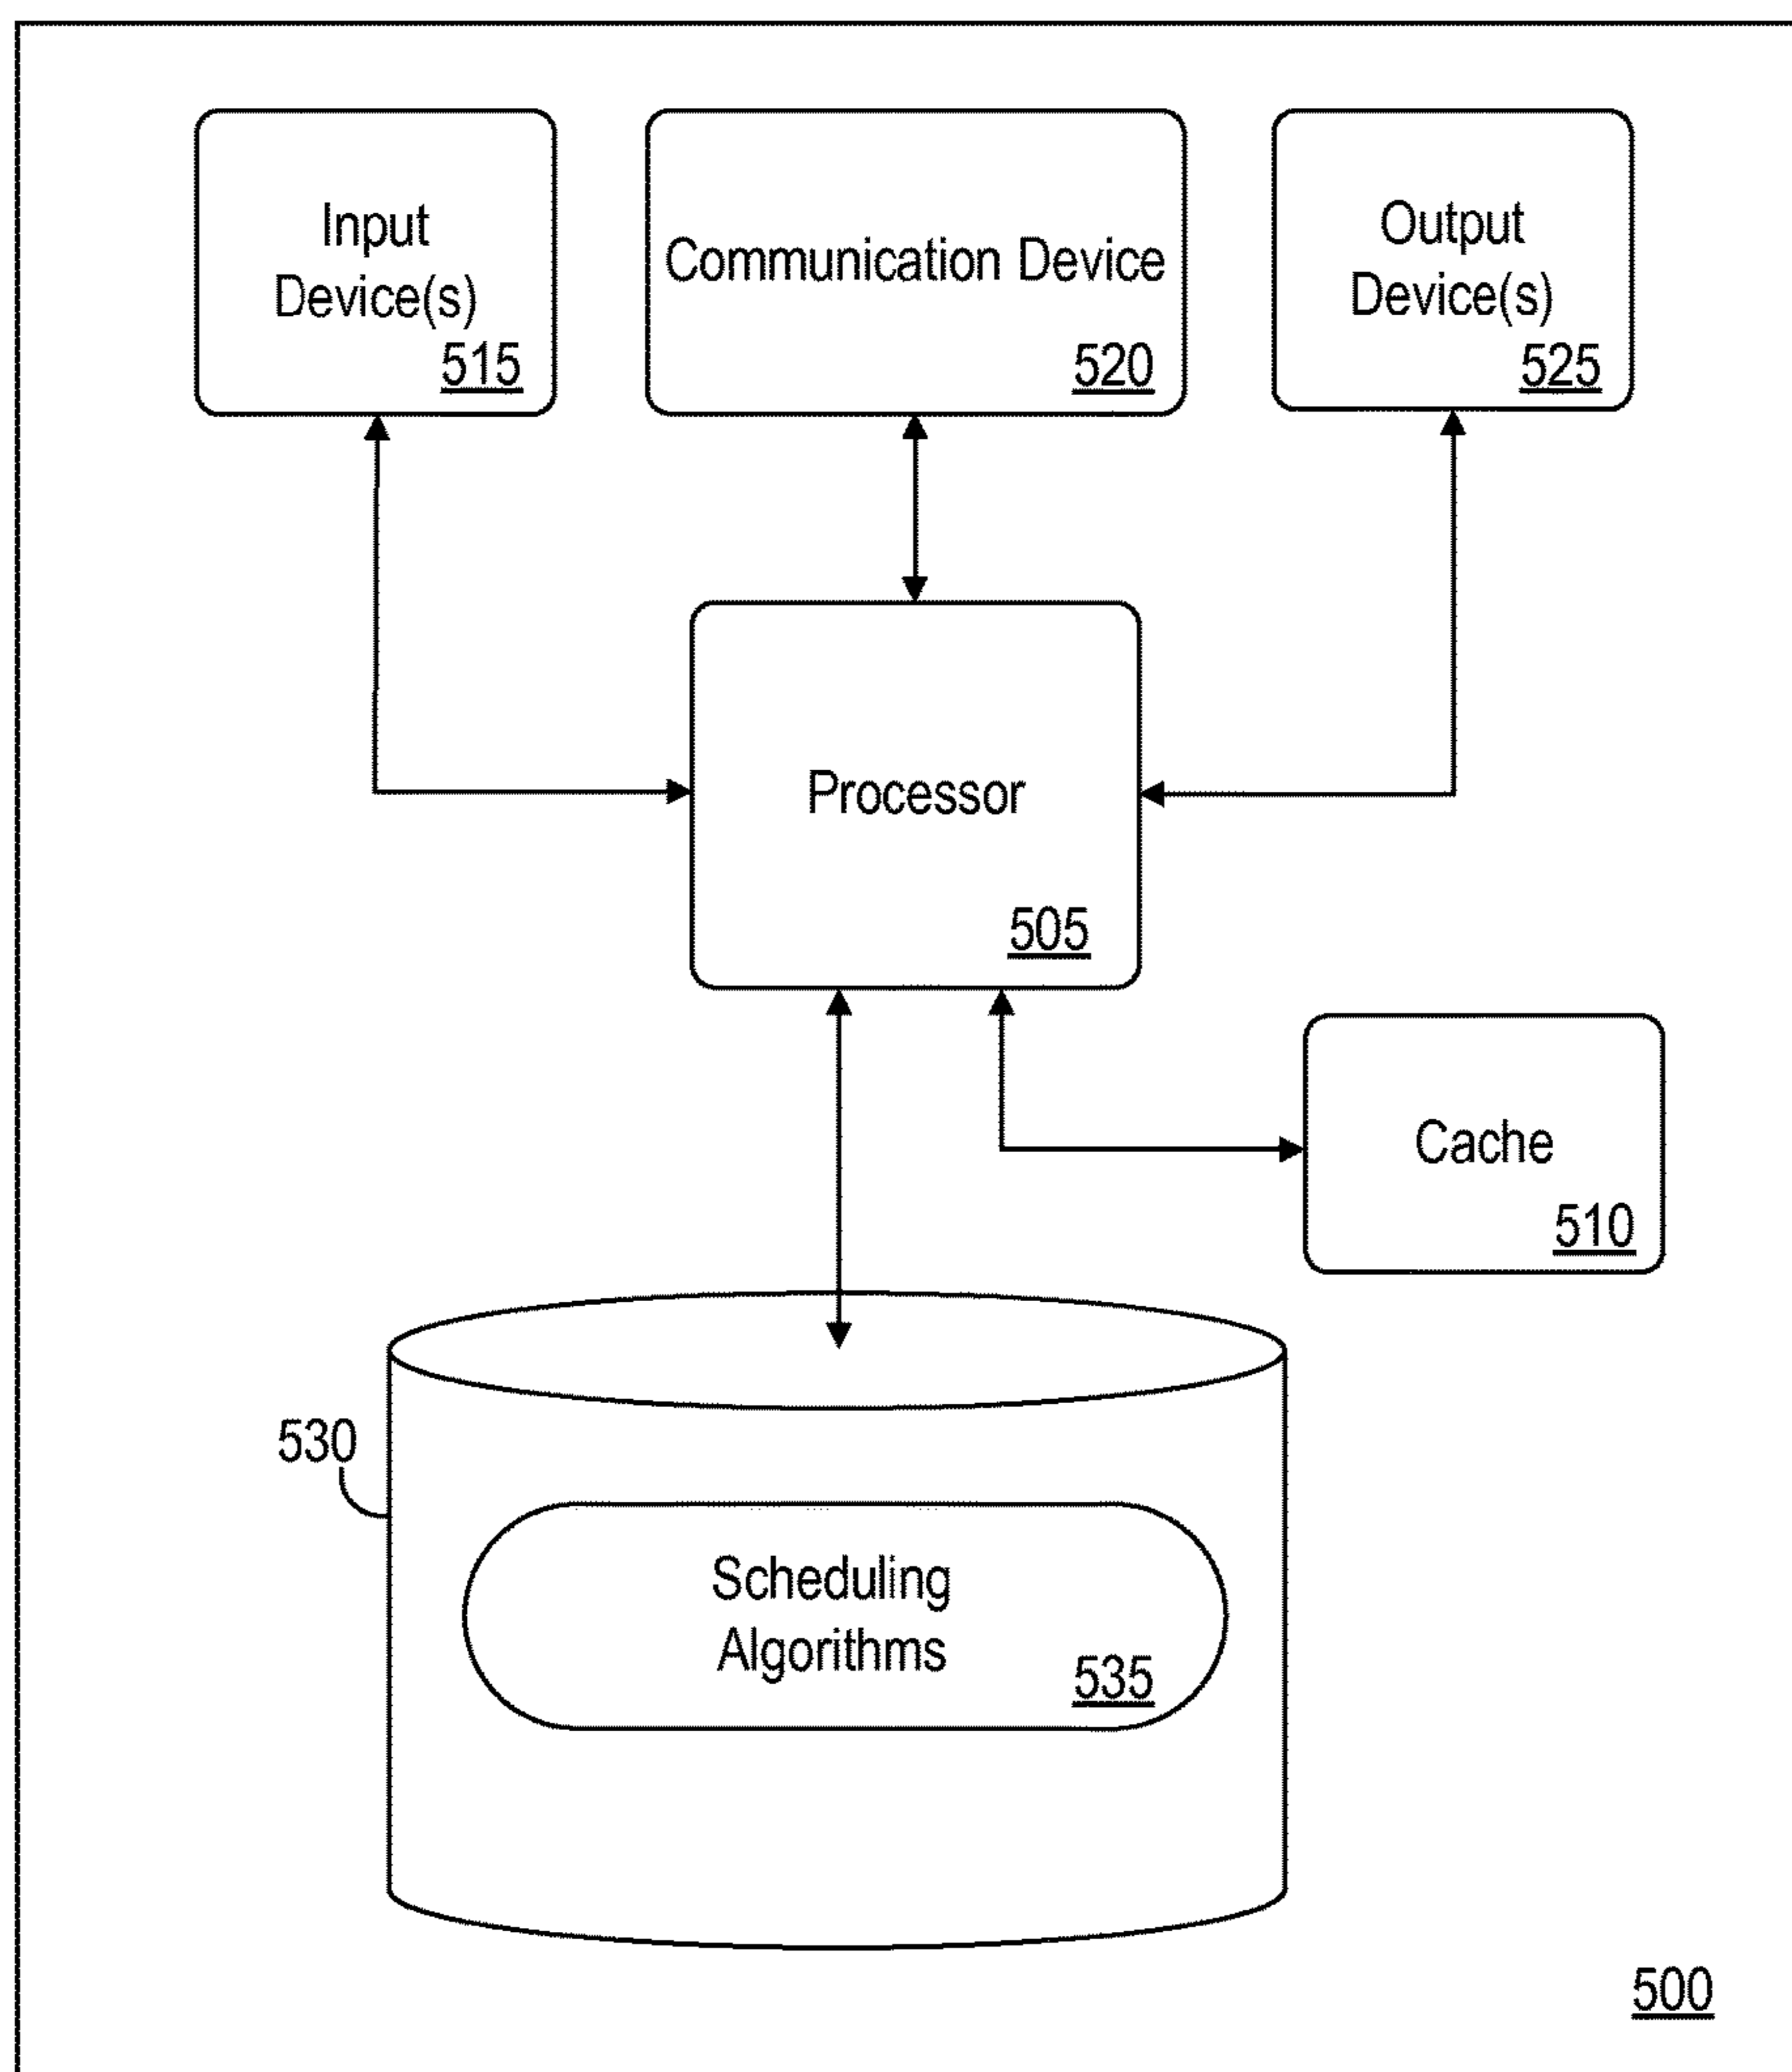 Input
Device(s)
515
Communication Device
520
Output
Device(s)
525
Processor
505
Cache
510
530
Scheduling
Algorithms
535
500